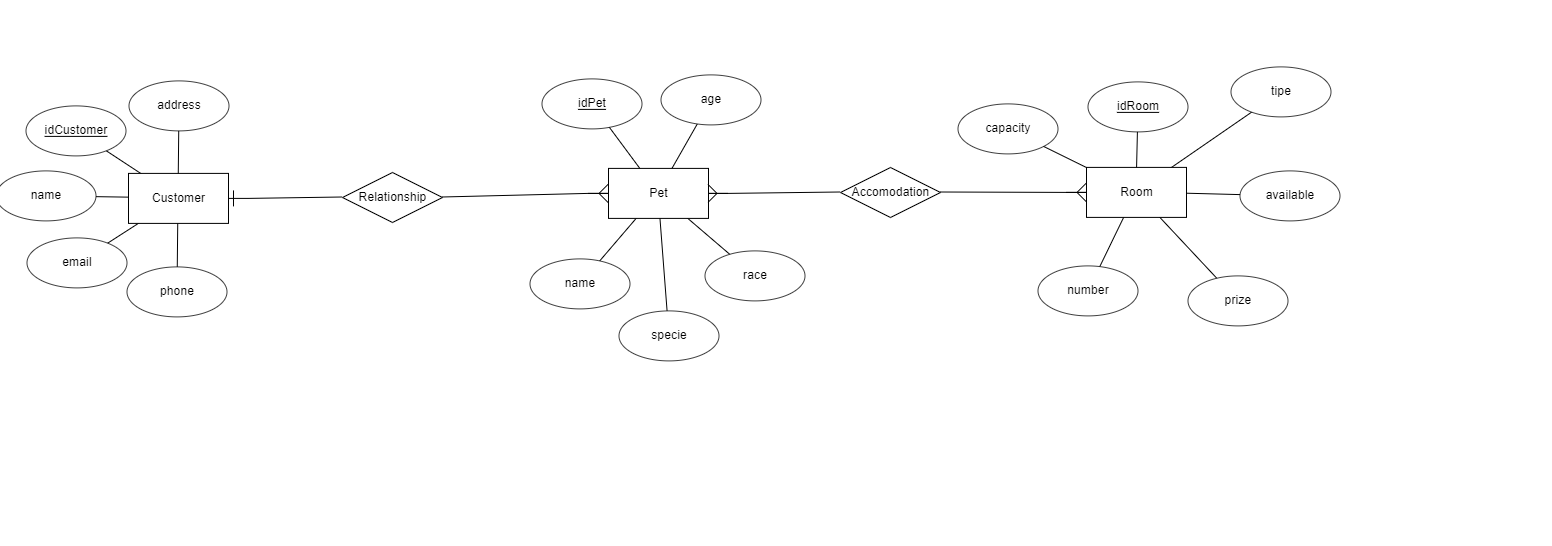 address
idCustomer
name
Customer
email
phone
Relationship
idPet
age
Pet
name
race
specie
Accomodation
capacity
idRoom
tipe
Room
available
number
prize